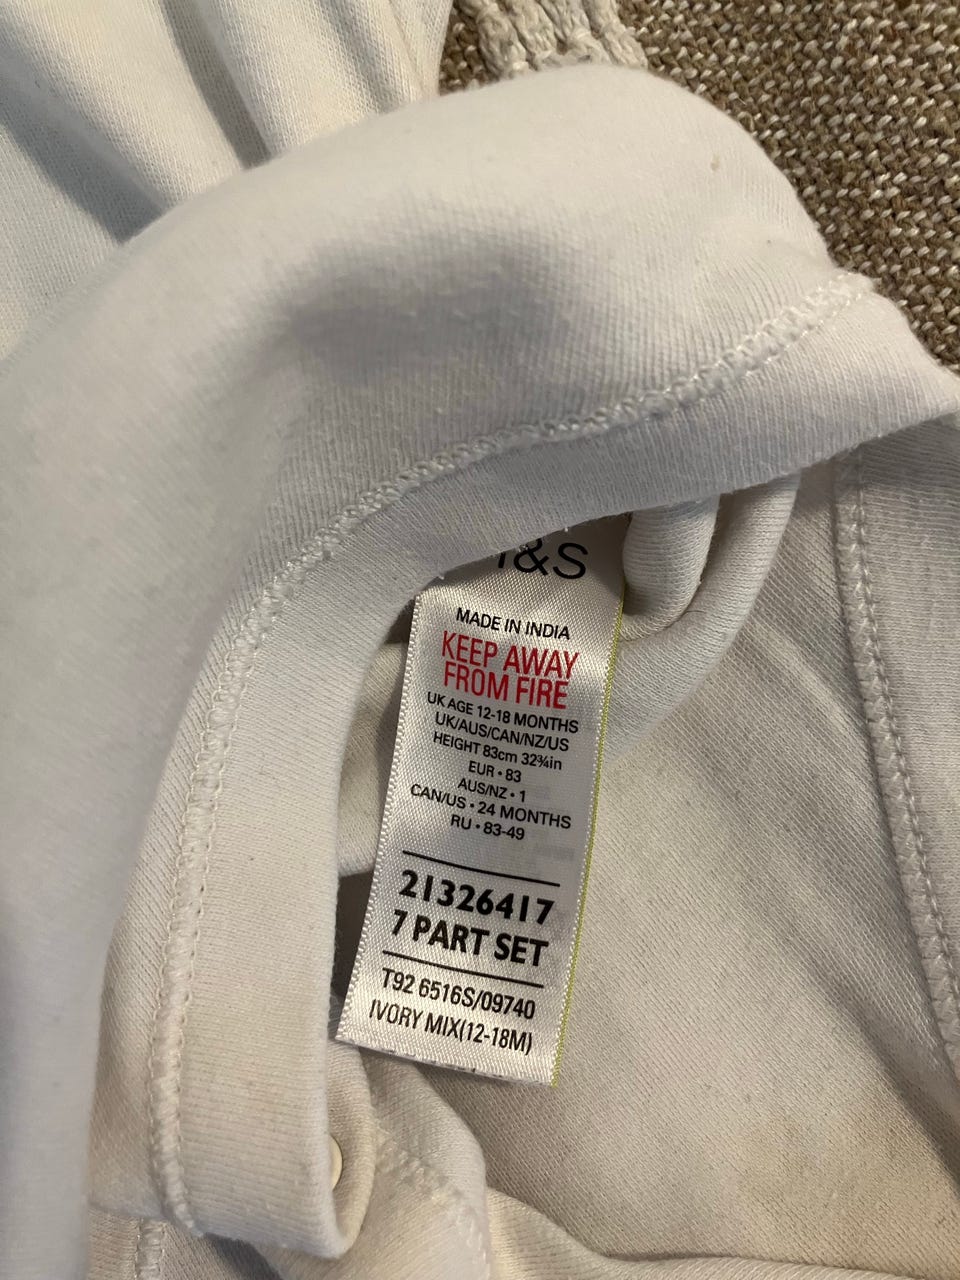 &S
MADE IN INDIA
KEEP AWAY
FROM FIRE
UK AGE 12-18 MONTHS
UK/AUS/CAN/NZ/US
HEIGHT 83cm 32¾in
EUR • 83
AUS/NZ • 1
CAN/US • 24 MONTHS
RU • 83-49
21326417
7 PART SET
T92 6516S/09740
IVORY MIX(12-18M)